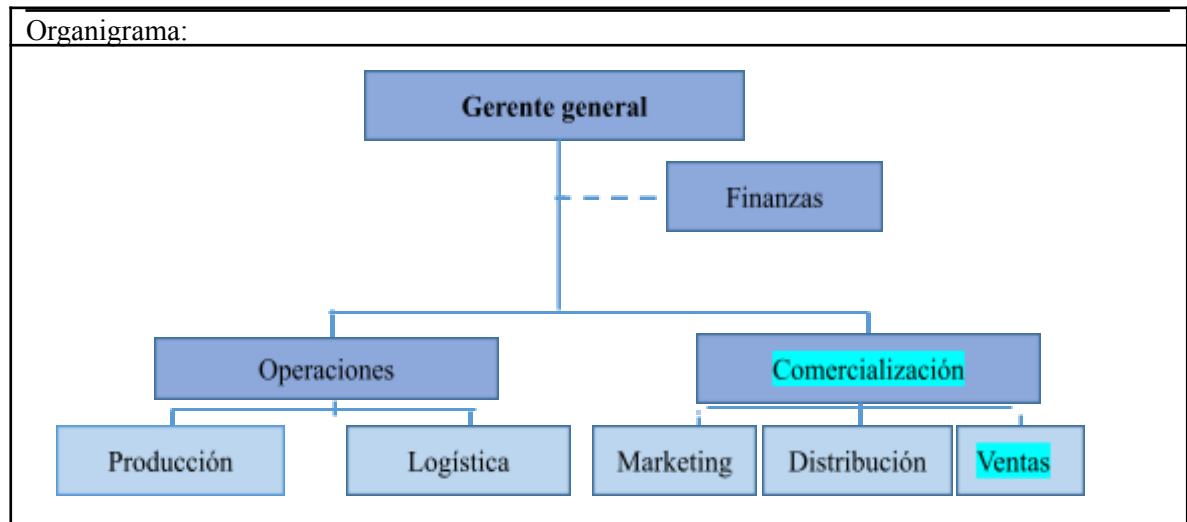 Organigrama:
Gerente general
Finanzas
Operaciones
Comercialización
Producción
Logística
Marketing
Distribución
Ventas